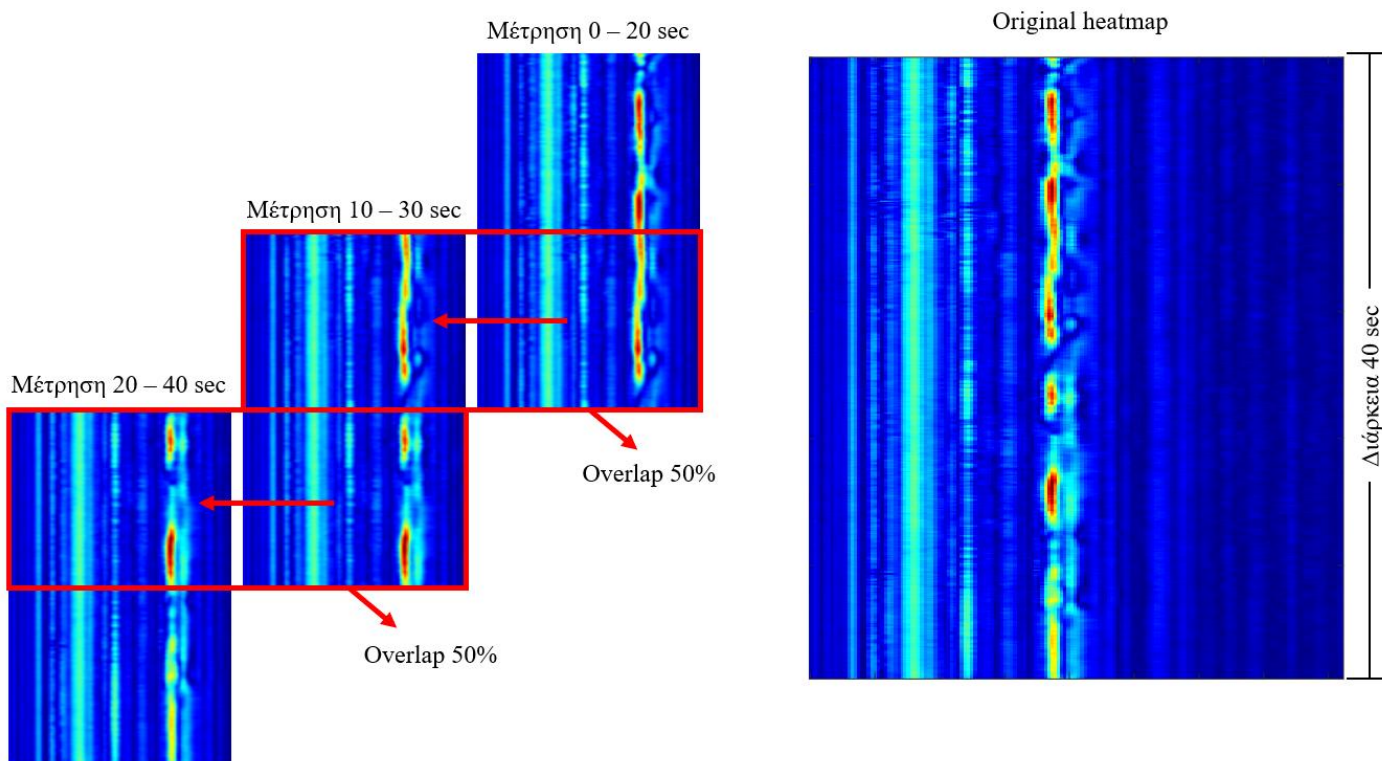 Μέτρηση 0 – 20 sec
Original heatmap
Μέτρηση 10 – 30 sec
Μέτρηση 20 – 40 sec
Overlap 50%
Overlap 50%
Διάρκεια 40 sec